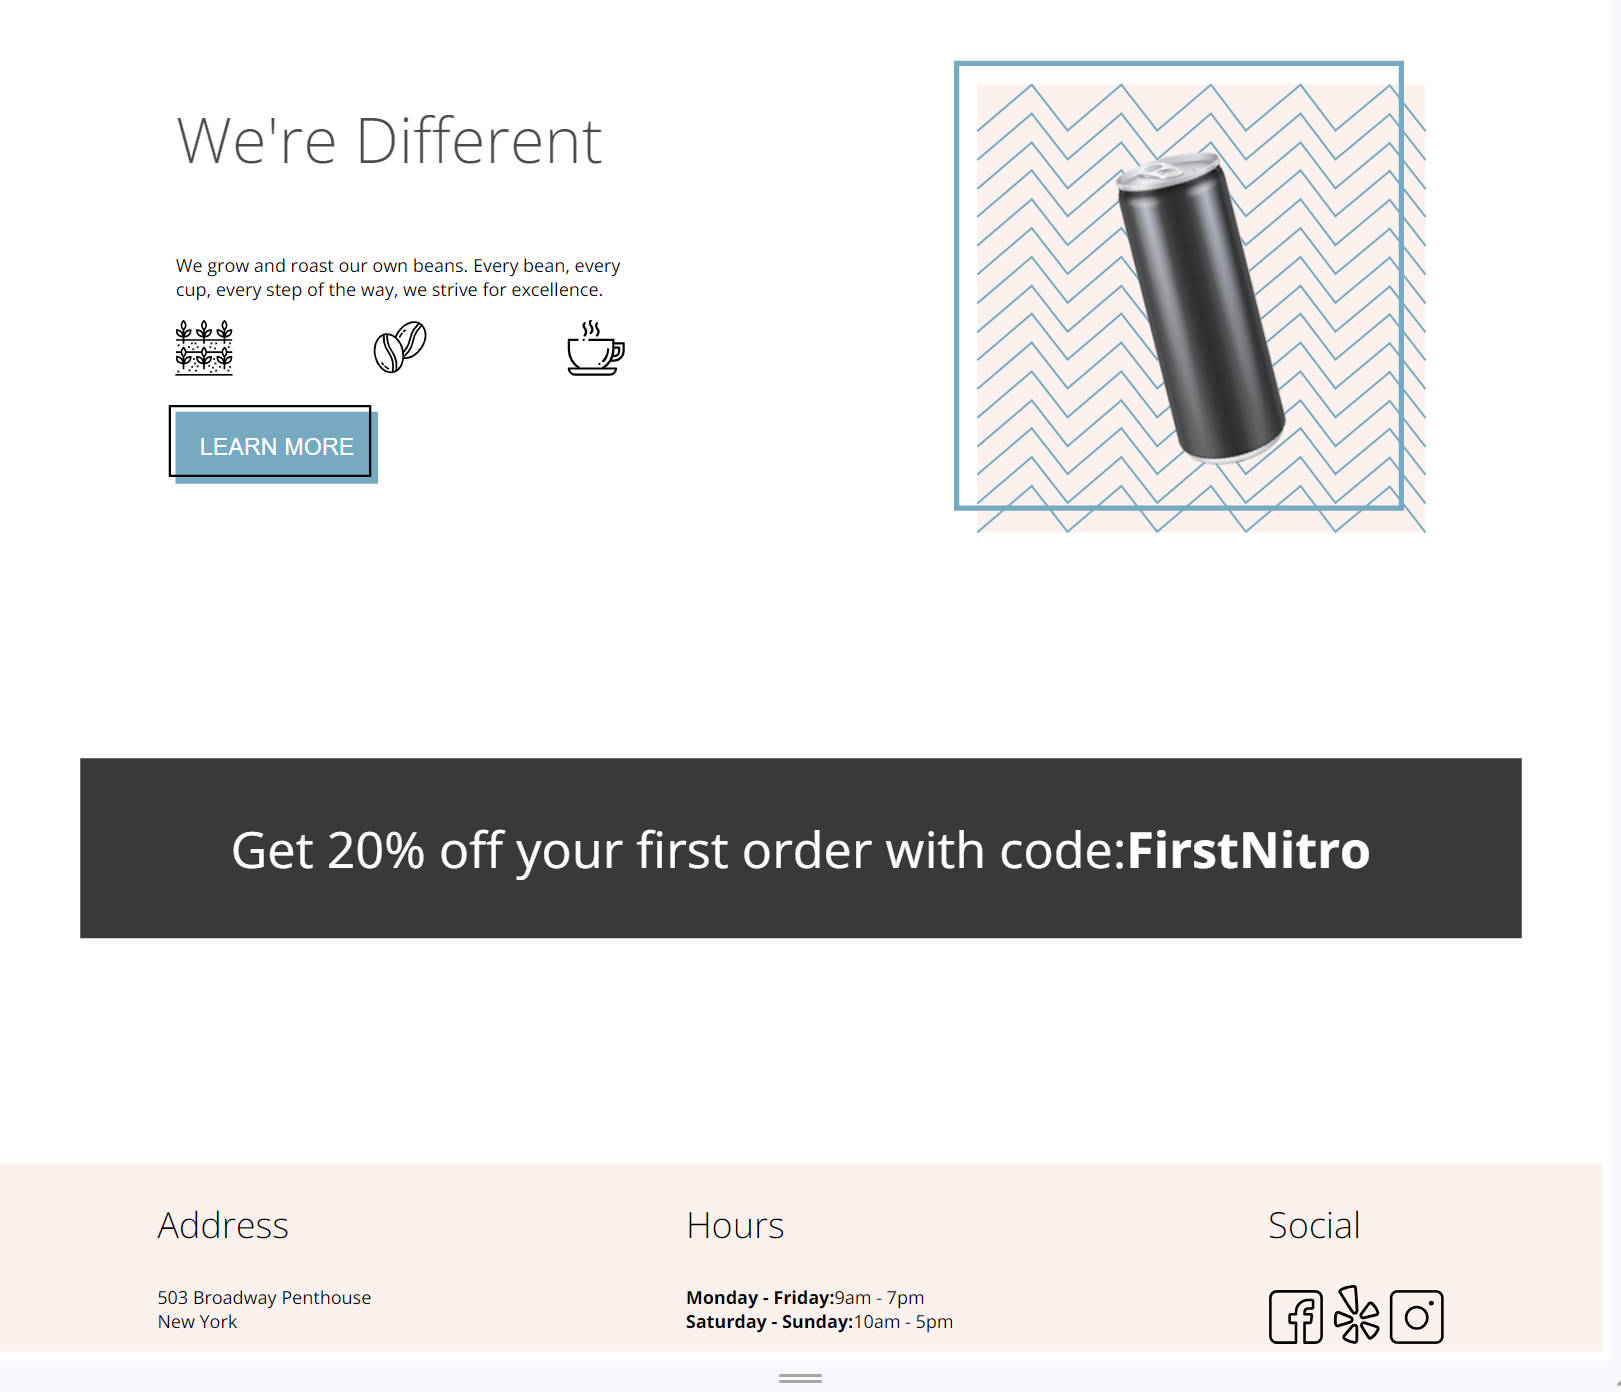 We're Different
We grow and roast our own beans. Every bean, every
cup, every step of the way, we strive for excellence.
LEARN MORE
Get 20% off your first order with code:FirstNitro
Address
503 Broadway Penthouse
New York
Hours
Monday - Friday:9am - 7pm
Saturday - Sunday:10am - 5pm
Social